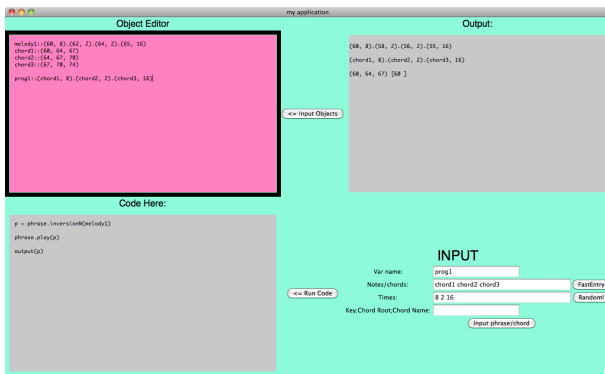 my application
Object Editor
melody1::(60, 8).(62, 2).(64, 2).(65, 16)
chord1::(60, 64, 67)
chord2::(64, 67, 70)
chord3::(67, 70, 74)
prog1::(chord1, 8).(chord2, 2).(chord3, 16)
<= Input Objects
Output:
(60, 8).(58, 2).(56, 2).(55, 16)
(chord1, 8).(chord2, 2).(chord3, 16)
(60, 64, 67) [60 ]
Code Here:
p = phrase.inversionN(melody1)
phrase.play(p)
output(p)
<= Run Code
INPUT
Var name: prog1
Notes/chords: chord1 chord2 chord3 FastEntry
Times: 8 2 16 Random!
Key;Chord Root;Chord Name:
Input phrase/chord